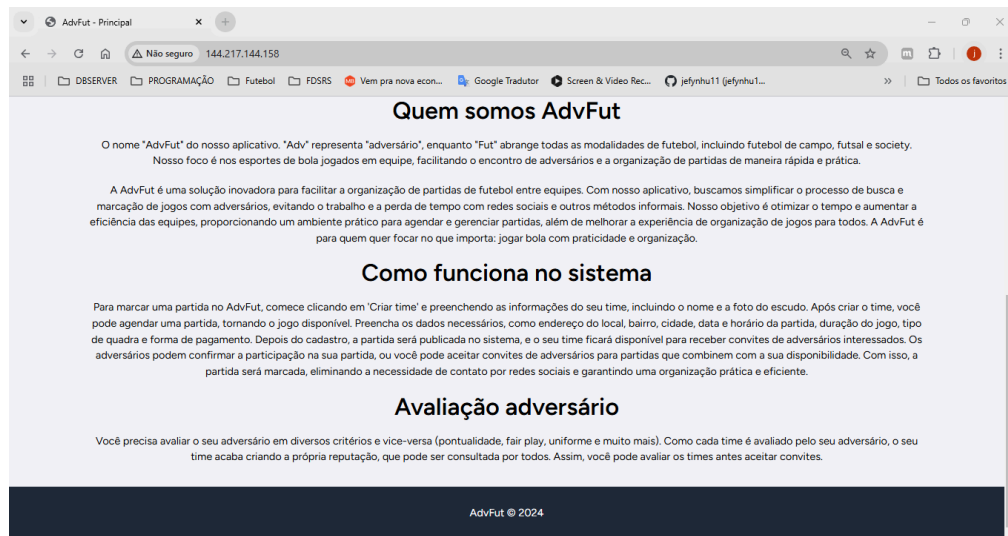 AdvFut - Principal
Não seguro 144.217.144.158
DBSERVER PROGRAMAÇÃO Futebol FDSRS Vem pra nova econ... Google Tradutor Screen & Video Rec... jefynhu11 (jefynhu1... » Todos os favoritos
Quem somos AdvFut
O nome "AdvFut" do nosso aplicativo. "Adv" representa "adversário", enquanto "Fut" abrange todas as modalidades de futebol, incluindo futebol de campo, futsal e society.
Nosso foco é nos esportes de bola jogados em equipe, facilitando o encontro de adversários e a organização de partidas de maneira rápida e prática.
A AdvFut é uma solução inovadora para facilitar a organização de partidas de futebol entre equipes. Com nosso aplicativo, buscamos simplificar o processo de busca e
marcação de jogos com adversários, evitando o trabalho e a perda de tempo com redes sociais e outros métodos informais. Nosso objetivo é otimizar o tempo e aumentar a
eficiência das equipes, proporcionando um ambiente prático para agendar e gerenciar partidas, além de melhorar a experiência de organização de jogos para todos. A AdvFut é
para quem quer focar no que importa: jogar bola com praticidade e organização.
Como funciona no sistema
Para marcar uma partida no AdvFut, comece clicando em 'Criar time' e preenchendo as informações do seu time, incluindo o nome e a foto do escudo. Após criar o time, você
pode agendar uma partida, tornando o jogo disponível. Preencha os dados necessários, como endereço do local, bairro, cidade, data e horário da partida, duração do jogo, tipo
de quadra e forma de pagamento. Depois do cadastro, a partida será publicada no sistema, e o seu time ficará disponível para receber convites de adversários interessados. Os
adversários podem confirmar a participação na sua partida, ou você pode aceitar convites de adversários para partidas que combinem com a sua disponibilidade. Com isso, a
partida será marcada, eliminando a necessidade de contato por redes sociais e garantindo uma organização prática e eficiente.
Avaliação adversário
Você precisa avaliar o seu adversário em diversos critérios e vice-versa (pontualidade, fair play, uniforme e muito mais). Como cada time é avaliado pelo seu adversário, o seu
time acaba criando a própria reputação, que pode ser consultada por todos. Assim, você pode avaliar os times antes aceitar convites.
AdvFut © 2024